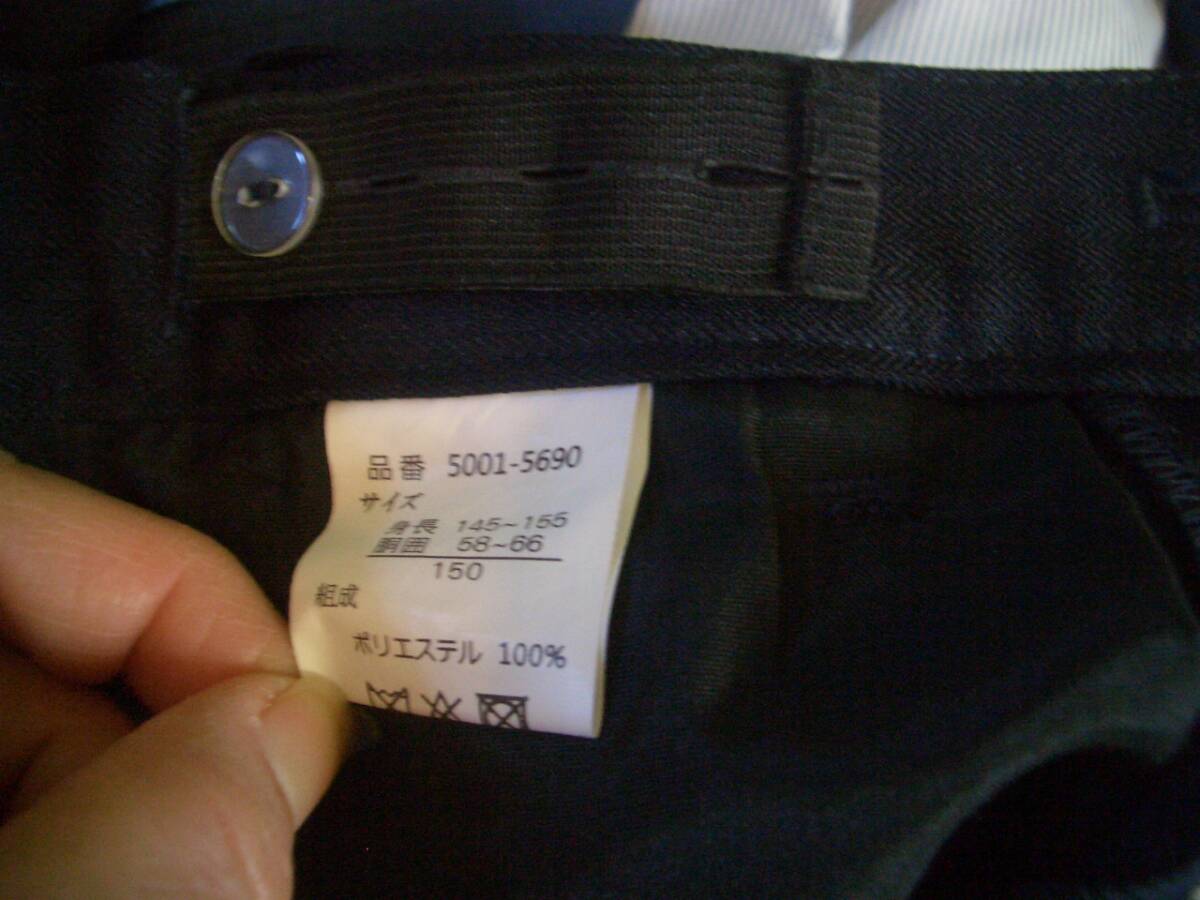 品番 5001-5690
サイズ
身長 145~155
胴囲 58~66
150
組成
ポリエステル 100%